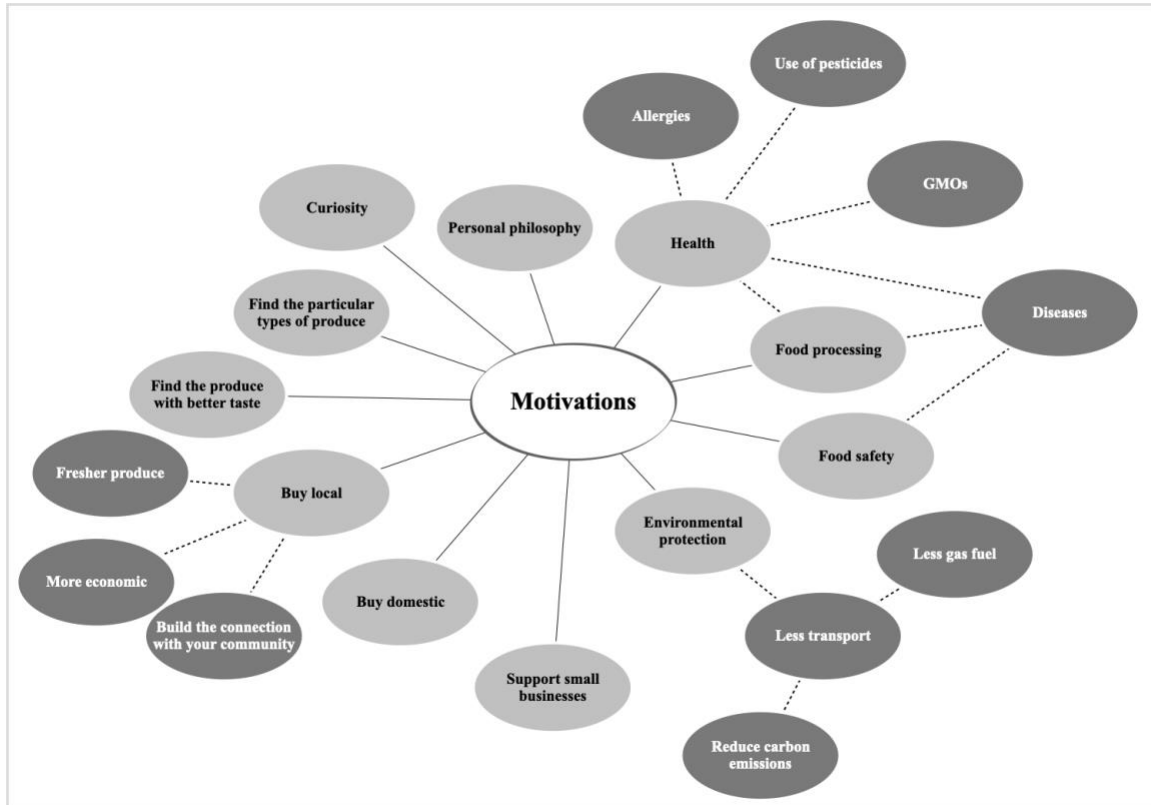 Use of pesticides
Allergies
GMOs
Curiosity
Personal philosophy
Health
Find the particular
types of produce
Diseases
Food processing
Find the produce
with better taste
Motivations
Food safety
Fresher produce
Buy local
Environmental
protection
Less gas fuel
More economic
Buy domestic
Build the connection
with your community
Less transport
Support small
businesses
Reduce carbon
emissions